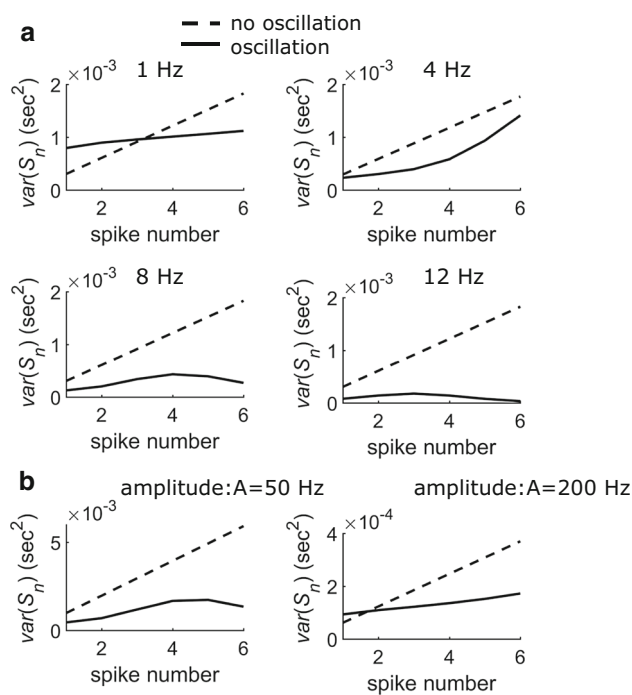 no oscillation
oscillation
a
1 Hz
×10⁻³
var(Sₙ) (sec²)
2
1
0
2 4 6
spike number
4 Hz
×10⁻³
var(Sₙ) (sec²)
2
1
0
2 4 6
spike number
8 Hz
×10⁻³
var(Sₙ) (sec²)
2
1
0
2 4 6
spike number
12 Hz
×10⁻³
var(Sₙ) (sec²)
2
1
0
2 4 6
spike number
b
amplitude:A=50 Hz
×10⁻³
var(Sₙ) (sec²)
5
0
2 4 6
spike number
amplitude:A=200 Hz
×10⁻⁴
var(Sₙ) (sec²)
4
2
0
2 4 6
spike number